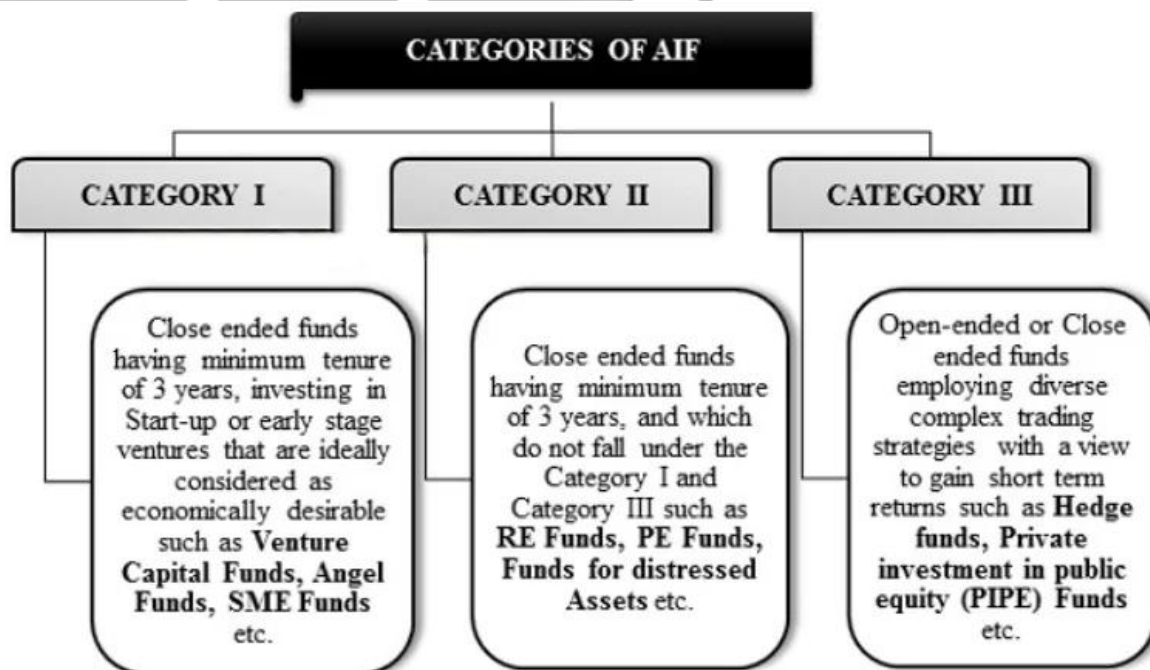 CATEGORIES OF AIF
CATEGORY I
Close ended funds
having minimum tenure
of 3 years, investing in
Start-up or early stage
ventures that are ideally
considered as
economically desirable
such as Venture
Capital Funds, Angel
Funds, SME Funds
etc.
CATEGORY II
Close ended funds
having minimum tenure
of 3 years, and which
do not fall under the
Category I and
Category III such as
RE Funds, PE Funds,
Funds for distressed
Assets etc.
CATEGORY III
Open-ended or Close
ended funds
employing diverse
complex trading
strategies with a view
to gain short term
returns such as Hedge
funds, Private
investment in public
equity (PIPE) Funds
etc.